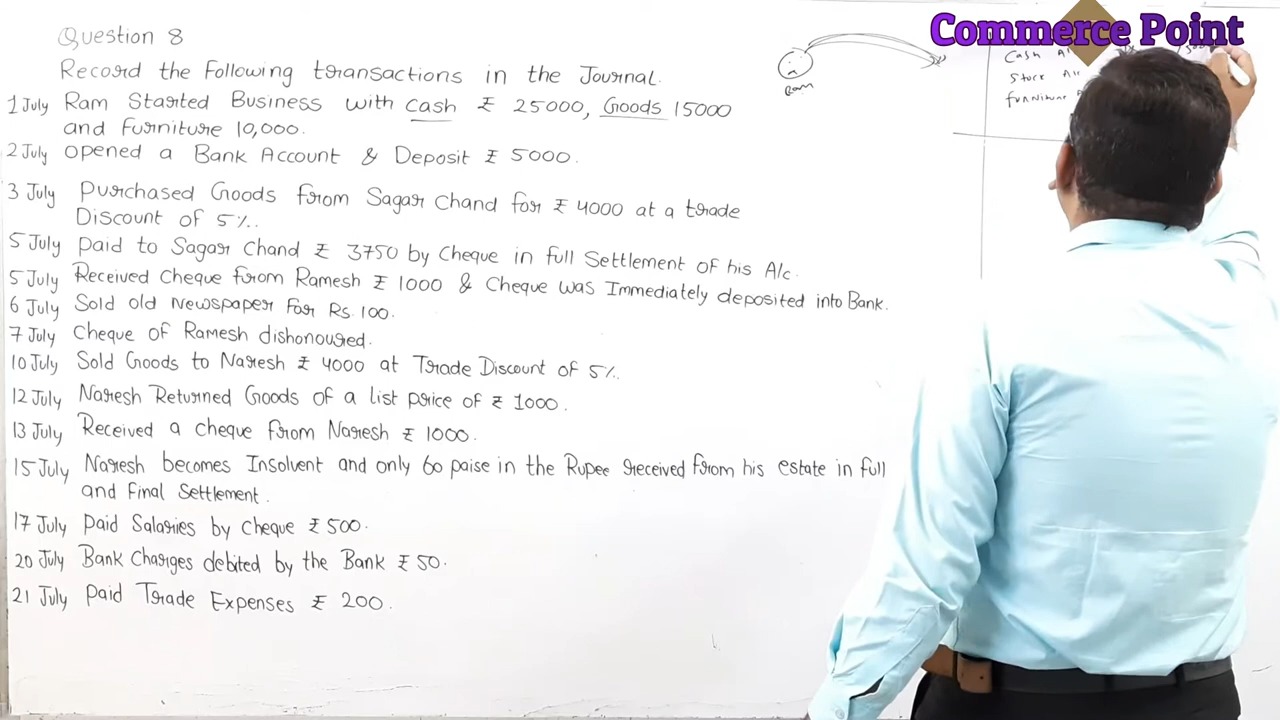 Commerce Point
Question 8
Record the Following transactions in the Journal.
1 July Ram Started Business with cash ₹ 25000, Goods 15000
and Furniture 10,000.
2 July opened a Bank Account & Deposit ₹ 5000.
3 July Purchased Goods from Sagar Chand for ₹ 4000 at a trade
Discount of 5%.
5 July Paid to Sagar Chand ₹ 3750 by Cheque in full Settlement of his A/c.
5 July Received Cheque from Ramesh ₹ 1000 & Cheque was Immediately deposited into Bank.
6 July Sold old Newspaper For Rs. 100.
7 July Cheque of Ramesh dishonoured.
10 July Sold Goods to Naresh ₹ 4000 at Trade Discount of 5%.
12 July Naresh Returned Goods of a list price of ₹ 1000.
13 July Received a cheque from Naresh ₹ 1000.
15 July Naresh becomes Insolvent and only 60 paise in the Rupee received from his estate in full
and Final Settlement.
17 July Paid Salaries by Cheque ₹ 500.
20 July Bank Charges debited by the Bank ₹ 50.
21 July Paid Trade Expenses ₹ 200.
Ram
Cash A/c
Stock A/c
Furniture